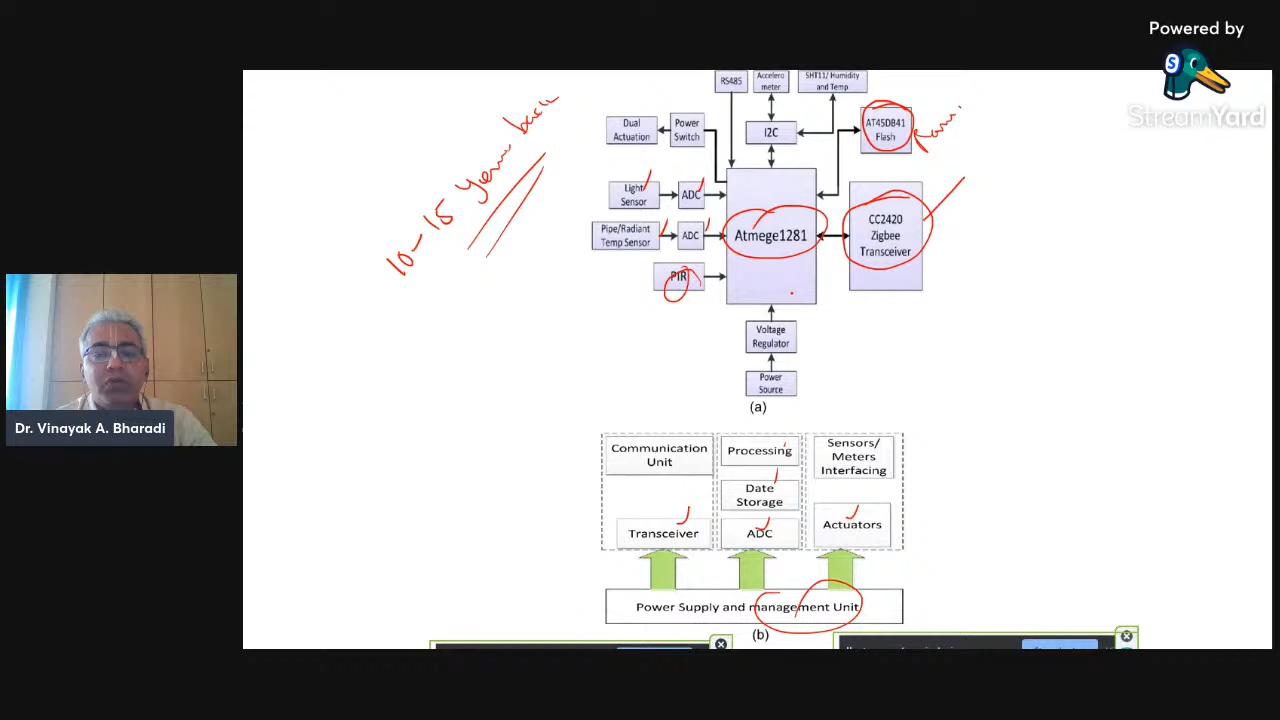 Powered by
S
StreamYard
RS485
Accelero
meter
SHT11/ Humidity
and Temp
Dual
Actuation
Power
Switch
I2C
AT45DB41
Flash
10-15 Years back
Light
Sensor
ADC
Pipe/Radiant
Temp Sensor
ADC
PIR
Atmege1281
CC2420
Zigbee
Transceiver
Voltage
Regulator
Power
Source
(a)
Dr. Vinayak A. Bharadi
Communication
Unit
Processing
Sensors/
Meters
Interfacing
Date
Storage
Transceiver
ADC
Actuators
Power Supply and management Unit
(b)